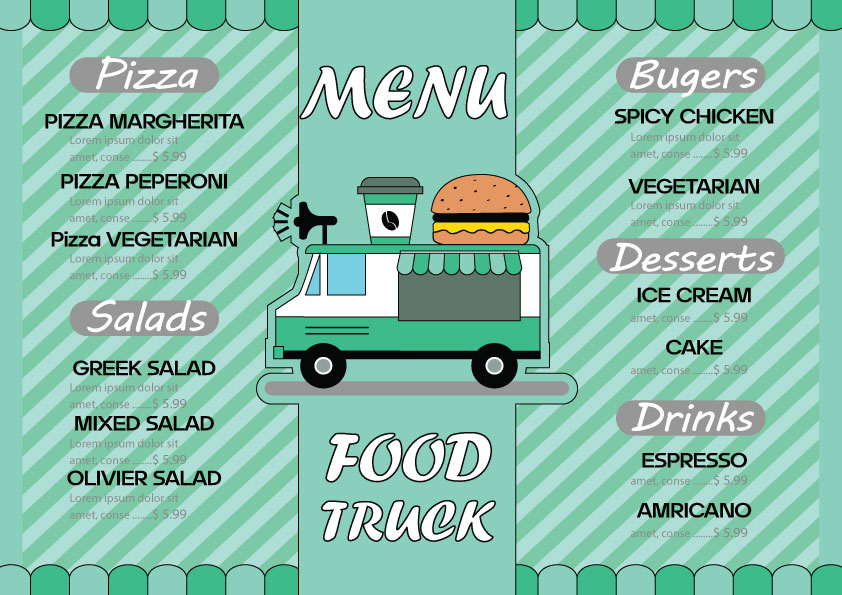 Pizza
PIZZA MARGHERITA
Lorem ipsum dolor sit
amet, conse ........$ 5.99
PIZZA PEPERONI
Lorem ipsum dolor sit
amet, conse ........$ 5.99
Pizza VEGETARIAN
Lorem ipsum dolor sit
amet, conse ........$ 5.99
Salads
GREEK SALAD
Lorem ipsum dolor sit
amet, conse ........$ 5.99
MIXED SALAD
Lorem ipsum dolor sit
amet, conse ........$ 5.99
OLIVIER SALAD
Lorem ipsum dolor sit
amet, conse ........$ 5.99
MENU
FOOD
TRUCK
Bugers
SPICY CHICKEN
Lorem ipsum dolor sit
amet, conse ........$ 5.99
VEGETARIAN
Lorem ipsum dolor sit
amet, conse ........$ 5.99
Desserts
ICE CREAM
amet, conse ........$ 5.99
CAKE
amet, conse ........$ 5.99
Drinks
ESPRESSO
amet, conse ........$ 5.99
AMRICANO
amet, conse ........$ 5.99